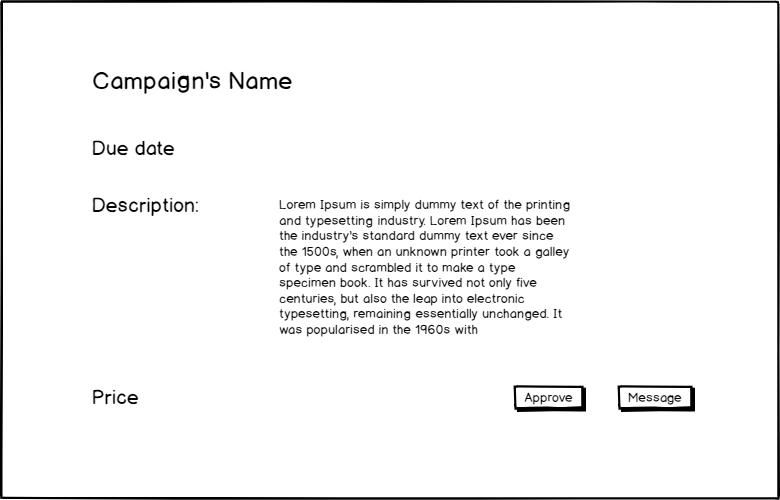 Campaign's Name
Due date
Description:
Lorem Ipsum is simply dummy text of the printing
and typesetting industry. Lorem Ipsum has been
the industry's standard dummy text ever since
the 1500s, when an unknown printer took a galley
of type and scrambled it to make a type
specimen book. It has survived not only five
centuries, but also the leap into electronic
typesetting, remaining essentially unchanged. It
was popularised in the 1960s with
Price
Approve
Message